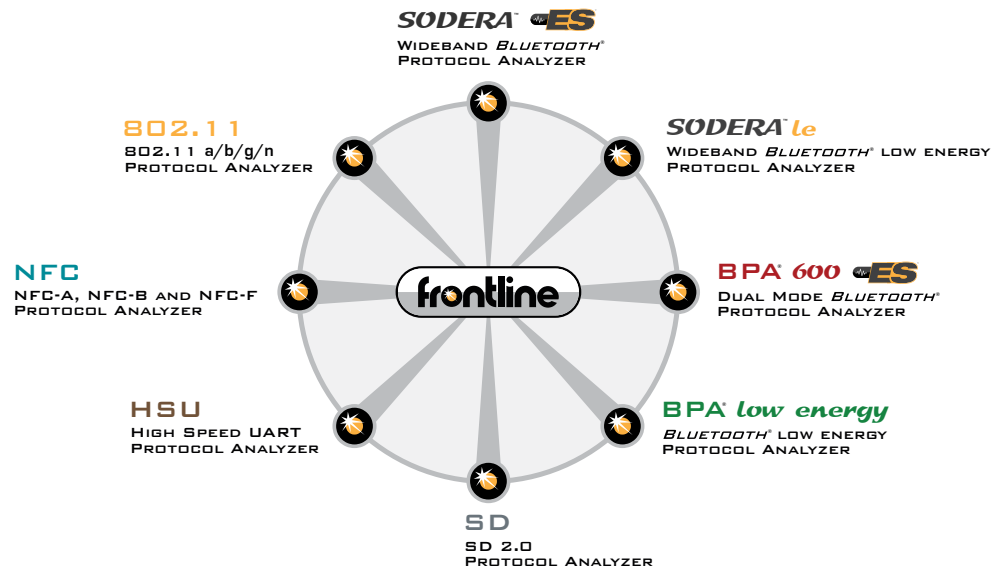 SODERA™ ES
WIDEBAND BLUETOOTH®
PROTOCOL ANALYZER
802.11
802.11 a/b/g/n
PROTOCOL ANALYZER
SODERA™ le
WIDEBAND BLUETOOTH® LOW ENERGY
PROTOCOL ANALYZER
NFC
NFC-A, NFC-B AND NFC-F
PROTOCOL ANALYZER
frontline
BPA® 600 ES
DUAL MODE BLUETOOTH®
PROTOCOL ANALYZER
HSU
HIGH SPEED UART
PROTOCOL ANALYZER
BPA® low energy
BLUETOOTH® LOW ENERGY
PROTOCOL ANALYZER
SD
SD 2.0
PROTOCOL ANALYZER